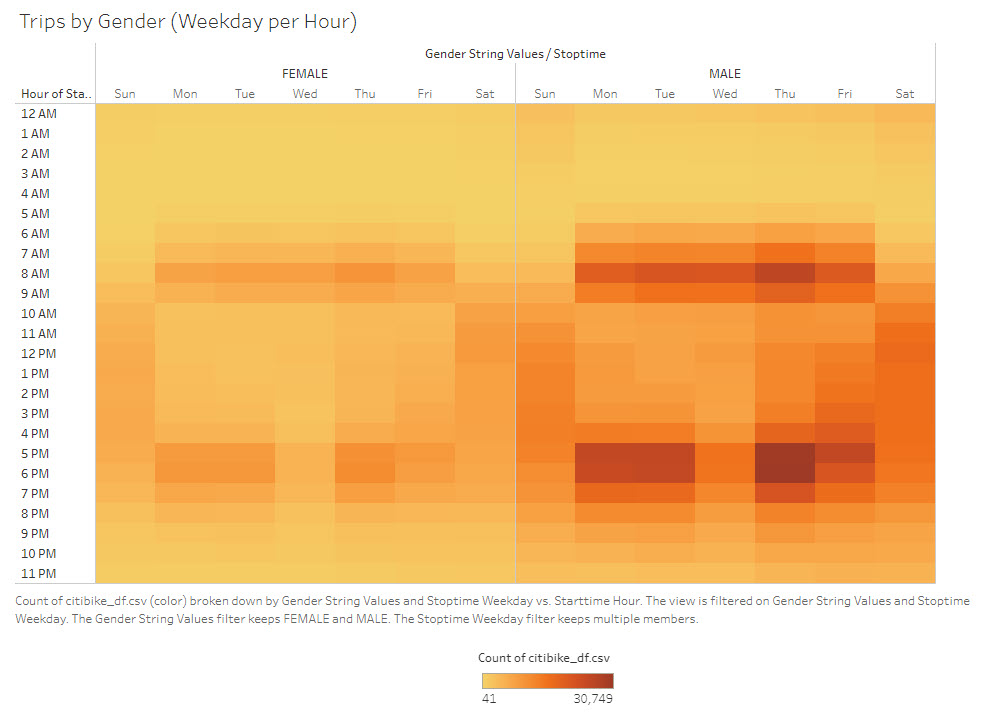 Trips by Gender (Weekday per Hour)
Gender String Values / Stoptime
FEMALE MALE
Hour of Sta.. Sun Mon Tue Wed Thu Fri Sat Sun Mon Tue Wed Thu Fri Sat
12 AM
1 AM
2 AM
3 AM
4 AM
5 AM
6 AM
7 AM
8 AM
9 AM
10 AM
11 AM
12 PM
1 PM
2 PM
3 PM
4 PM
5 PM
6 PM
7 PM
8 PM
9 PM
10 PM
11 PM
Count of citibike_df.csv (color) broken down by Gender String Values and Stoptime Weekday vs. Starttime Hour. The view is filtered on Gender String Values and Stoptime
Weekday. The Gender String Values filter keeps FEMALE and MALE. The Stoptime Weekday filter keeps multiple members.
Count of citibike_df.csv
41 30,749